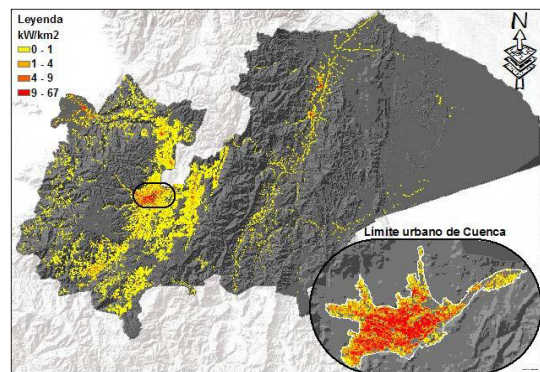 Leyenda
kW/km2
0 - 1
1 - 4
4 - 9
9 - 67
N
Límite urbano de Cuenca